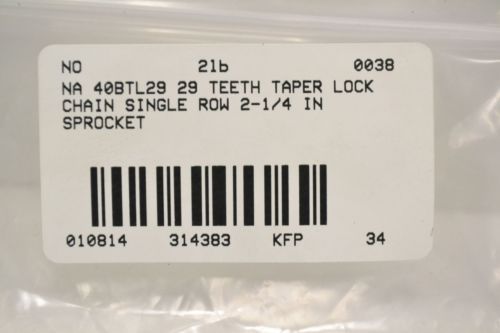 NO 21b 0038
NA 40BTL29 29 TEETH TAPER LOCK
CHAIN SINGLE ROW 2-1/4 IN
SPROCKET
010814 314383 KFP 34